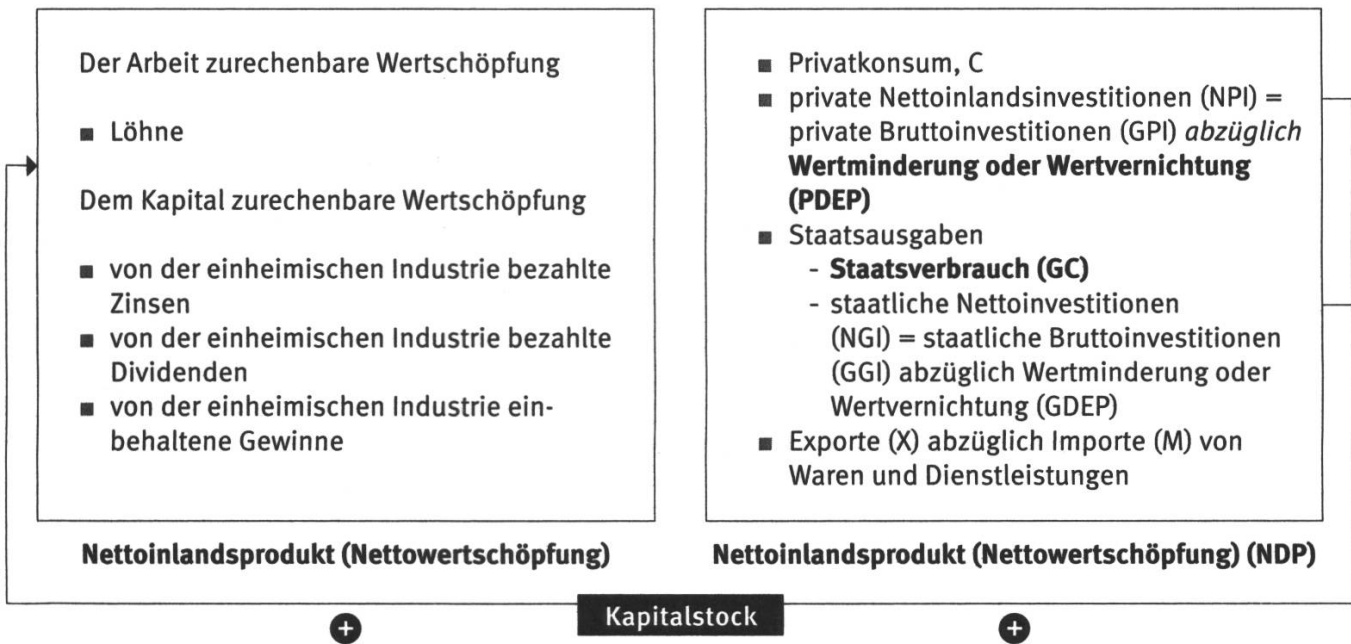 Der Arbeit zurechenbare Wertschöpfung
■ Löhne
Dem Kapital zurechenbare Wertschöpfung
■ von der einheimischen Industrie bezahlte
Zinsen
■ von der einheimischen Industrie bezahlte
Dividenden
■ von der einheimischen Industrie ein-
behaltene Gewinne
Nettoinlandsprodukt (Nettowertschöpfung)
■ Privatkonsum, C
■ private Nettoinlandsinvestitionen (NPI) =
private Bruttoinvestitionen (GPI) abzüglich
Wertminderung oder Wertvernichtung
(PDEP)
■ Staatsausgaben
- Staatsverbrauch (GC)
- staatliche Nettoinvestitionen
(NGI) = staatliche Bruttoinvestitionen
(GGI) abzüglich Wertminderung oder
Wertvernichtung (GDEP)
■ Exporte (X) abzüglich Importe (M) von
Waren und Dienstleistungen
Nettoinlandsprodukt (Nettowertschöpfung) (NDP)
+ Kapitalstock +